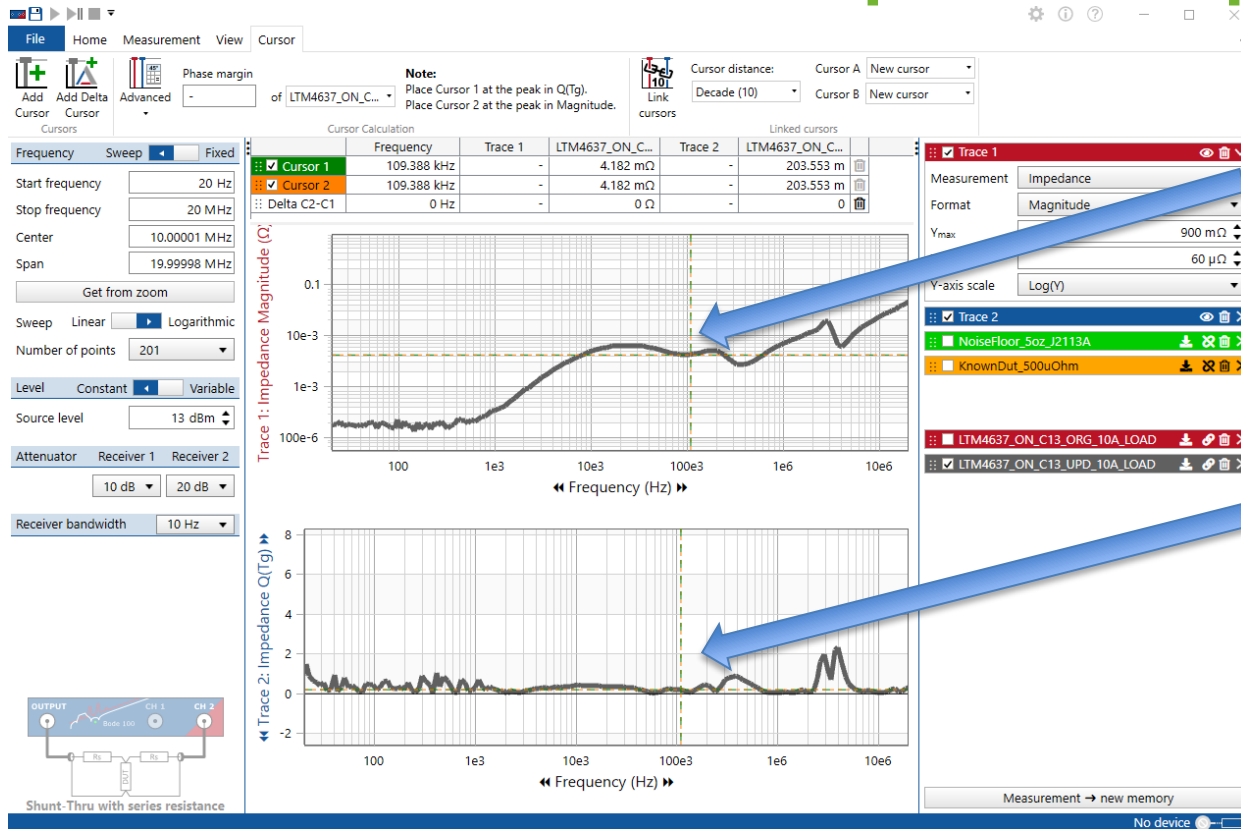 File Home Measurement View Cursor
Add Cursor
Add Delta Cursor
Advanced
Phase margin
-
of LTM4637_ON_C...
Note:
Place Cursor 1 at the peak in Q(Tg).
Place Cursor 2 at the peak in Magnitude.
Link cursors
Cursor distance:
Decade (10)
Cursor A New cursor
Cursor B New cursor
Cursors
Cursor Calculation
Linked cursors
Frequency Sweep Fixed
Start frequency 20 Hz
Stop frequency 20 MHz
Center 10.00001 MHz
Span 19.99998 MHz
Get from zoom
Sweep Linear Logarithmic
Number of points 201
Level Constant Variable
Source level 13 dBm
Attenuator Receiver 1 Receiver 2
10 dB 20 dB
Receiver bandwidth 10 Hz
OUTPUT CH 1 CH 2
Bode 100
Rs Rs
DUT
Shunt-Thru with series resistance
Frequency Trace 1 LTM4637_ON_C... Trace 2 LTM4637_ON_C...
Cursor 1 109.388 kHz - 4.182 mΩ - 203.553 m
Cursor 2 109.388 kHz - 4.182 mΩ - 203.553 m
Delta C2-C1 0 Hz - 0 Ω - 0
Trace 1: Impedance Magnitude (Ω)
0.1
10e-3
1e-3
100e-6
100 1e3 10e3 100e3 1e6 10e6
Frequency (Hz)
Trace 2: Impedance Q(Tg)
8
6
4
2
0
-2
100 1e3 10e3 100e3 1e6 10e6
Frequency (Hz)
Trace 1
Measurement Impedance
Format Magnitude
Ymax 900 mΩ
60 µΩ
Y-axis scale Log(Y)
Trace 2
NoiseFloor_5oz_J2113A
KnownDut_500uOhm
LTM4637_ON_C13_ORG_10A_LOAD
LTM4637_ON_C13_UPD_10A_LOAD
Measurement → new memory
No device